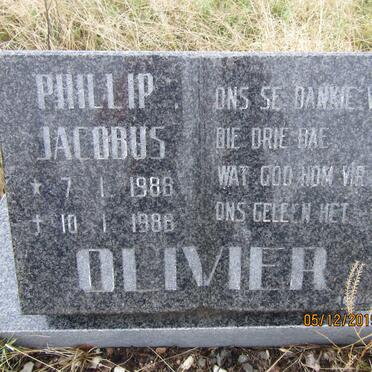 PHILLIP
JACOBUS
* 7 1 1986
† 10 1 1986
ONS SE DANKIE
DIE DRIE DAE
WAT GOD HOM VIR
ONS GELEEN HET
OLIVIER
05/12/201